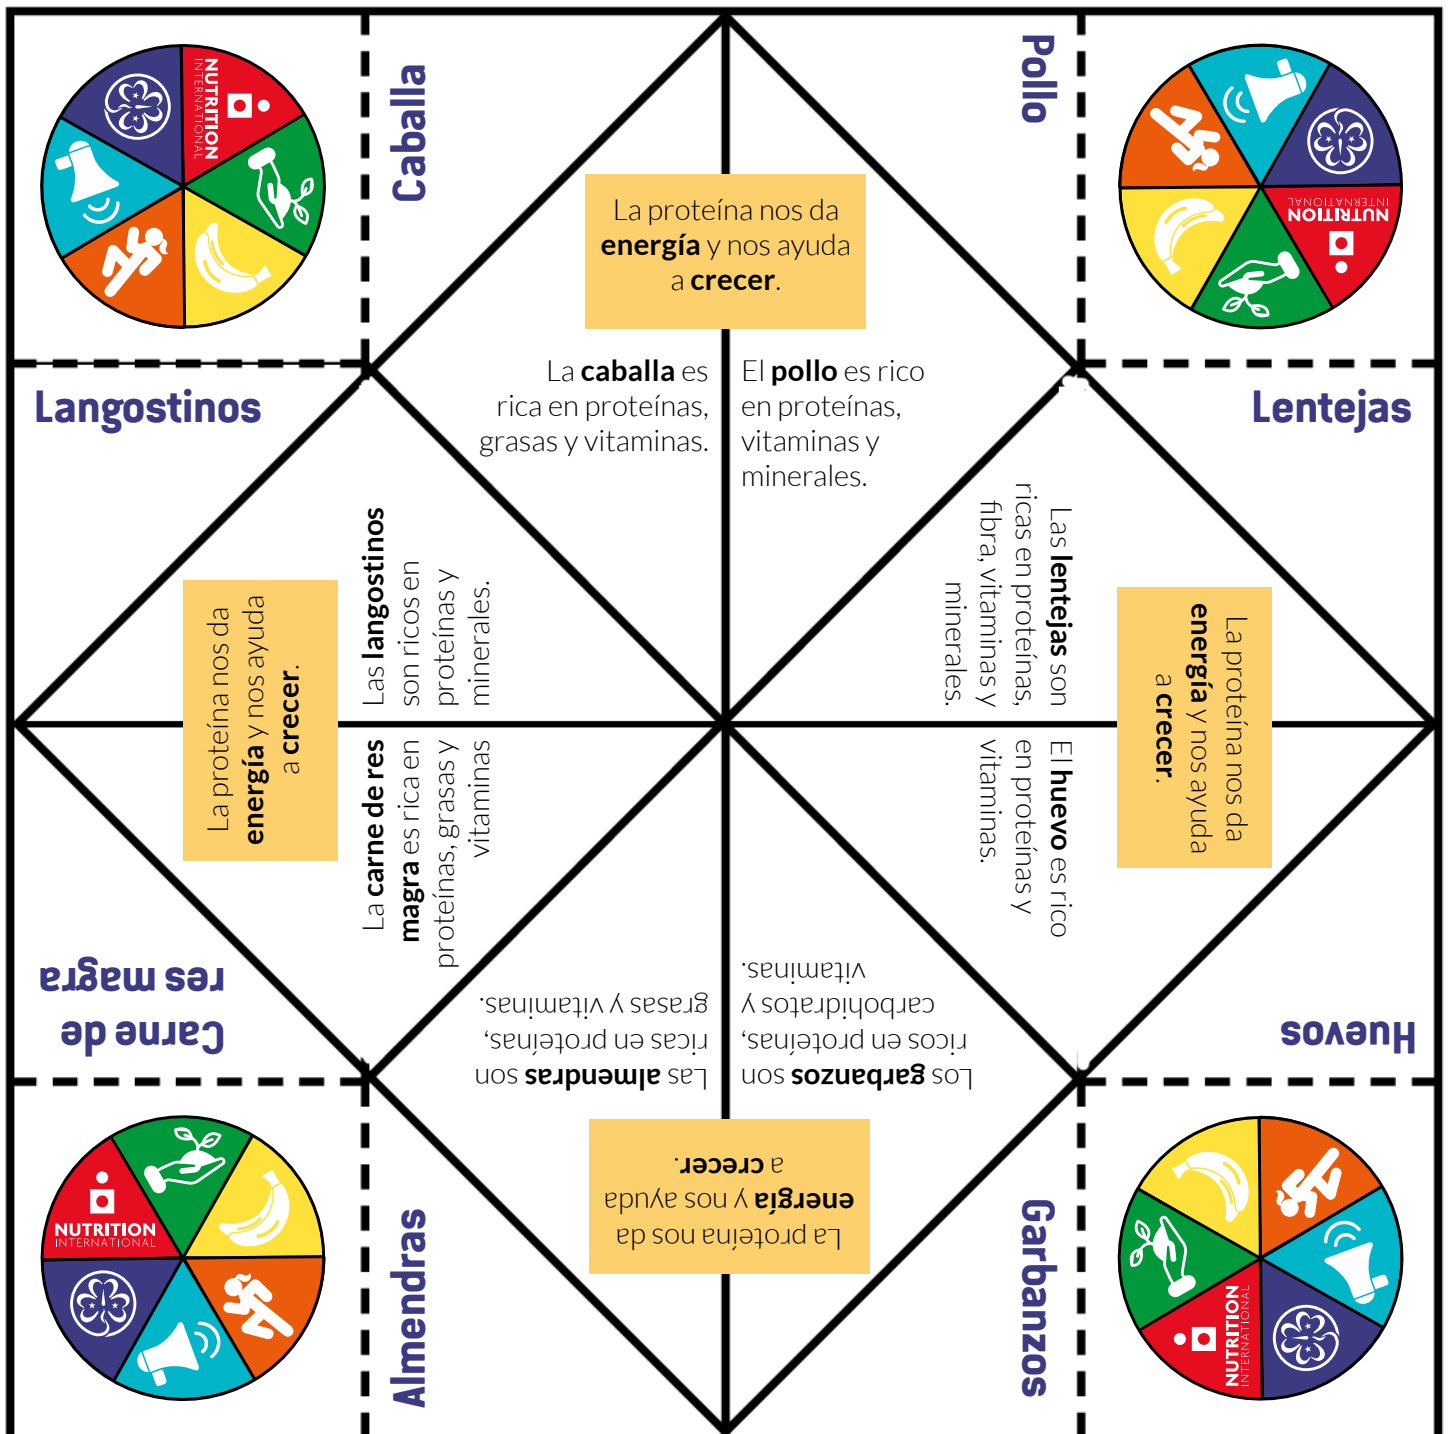 NUTRITION
INTERNATIONAL
Caballa
Pollo
NUTRITION
INTERNATIONAL
La proteína nos da
energía y nos ayuda
a crecer.
La caballa es
rica en proteínas,
grasas y vitaminas.
El pollo es rico
en proteínas,
vitaminas y
minerales.
Langostinos
Lentejas
Las langostinos
son ricos en
proteínas y
minerales.
Las lentejas son
ricas en proteínas,
fibra, vitaminas y
minerales.
La proteína nos da
energía y nos ayuda
a crecer.
La proteína nos da
energía y nos ayuda
a crecer.
La carne de res
magra es rica en
proteínas, grasas y
vitaminas
El huevo es rico
en proteínas y
vitaminas.
Carne de
res magra
Huevos
Las almendras son
ricas en proteínas,
grasas y vitaminas.
Los garbanzos son
ricos en proteínas,
carbohidratos y
vitaminas.
La proteína nos da
energía y nos ayuda
a crecer.
NUTRITION
INTERNATIONAL
Almendras
Garbanzos
NUTRITION
INTERNATIONAL